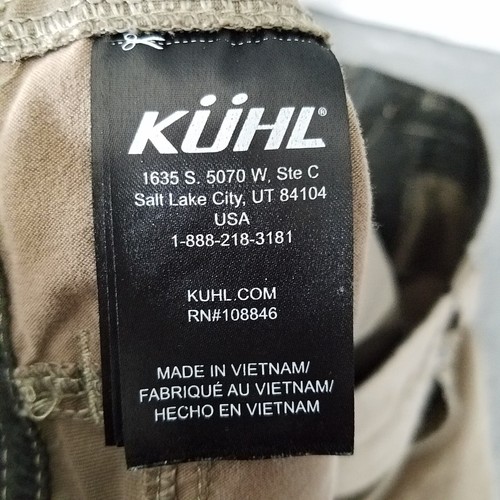 KÜHL®
1635 S. 5070 W, Ste C
Salt Lake City, UT 84104
USA
1-888-218-3181
KUHL.COM
RN#108846
MADE IN VIETNAM/
FABRIQUÉ AU VIETNAM/
HECHO EN VIETNAM